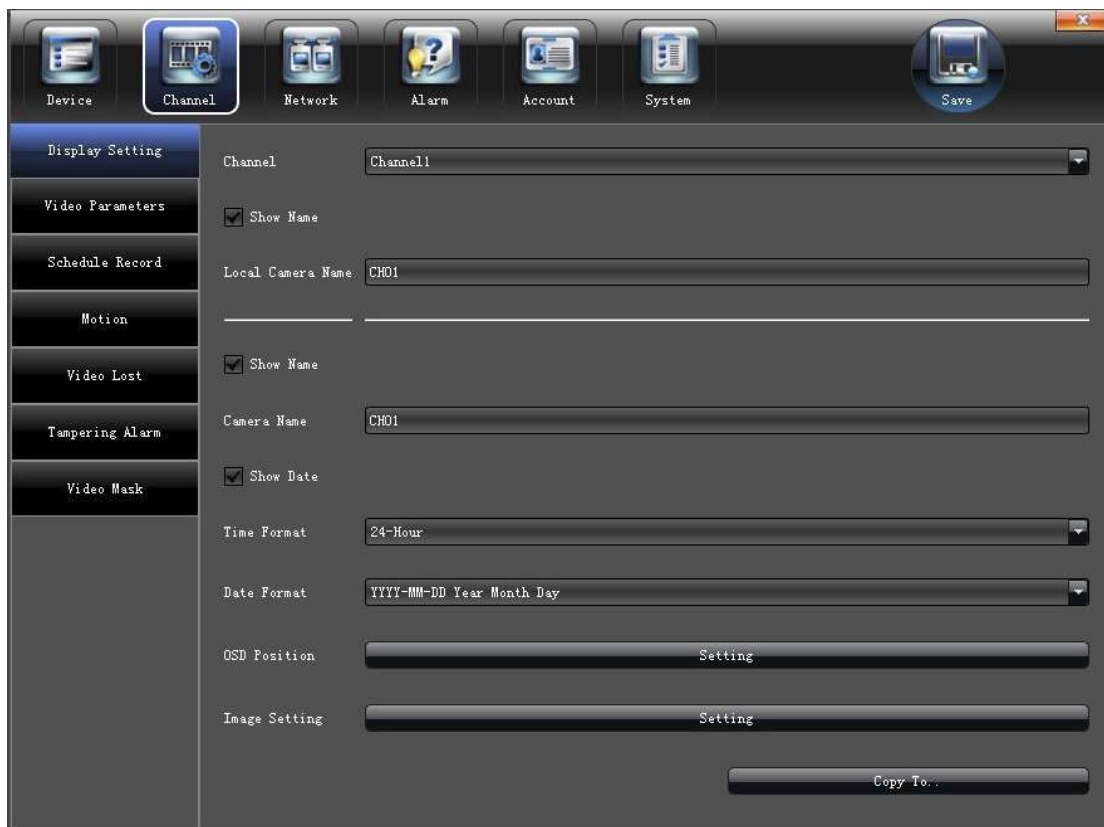 Device Channel Network Alarm Account System Save
Display Setting
Video Parameters
Schedule Record
Motion
Video Lost
Tampering Alarm
Video Mask
Channel Channel1
Show Name
Local Camera Name CH01
Show Name
Camera Name CH01
Show Date
Time Format 24-Hour
Date Format YYYY-MM-DD Year Month Day
OSD Position Setting
Image Setting Setting
Copy To..